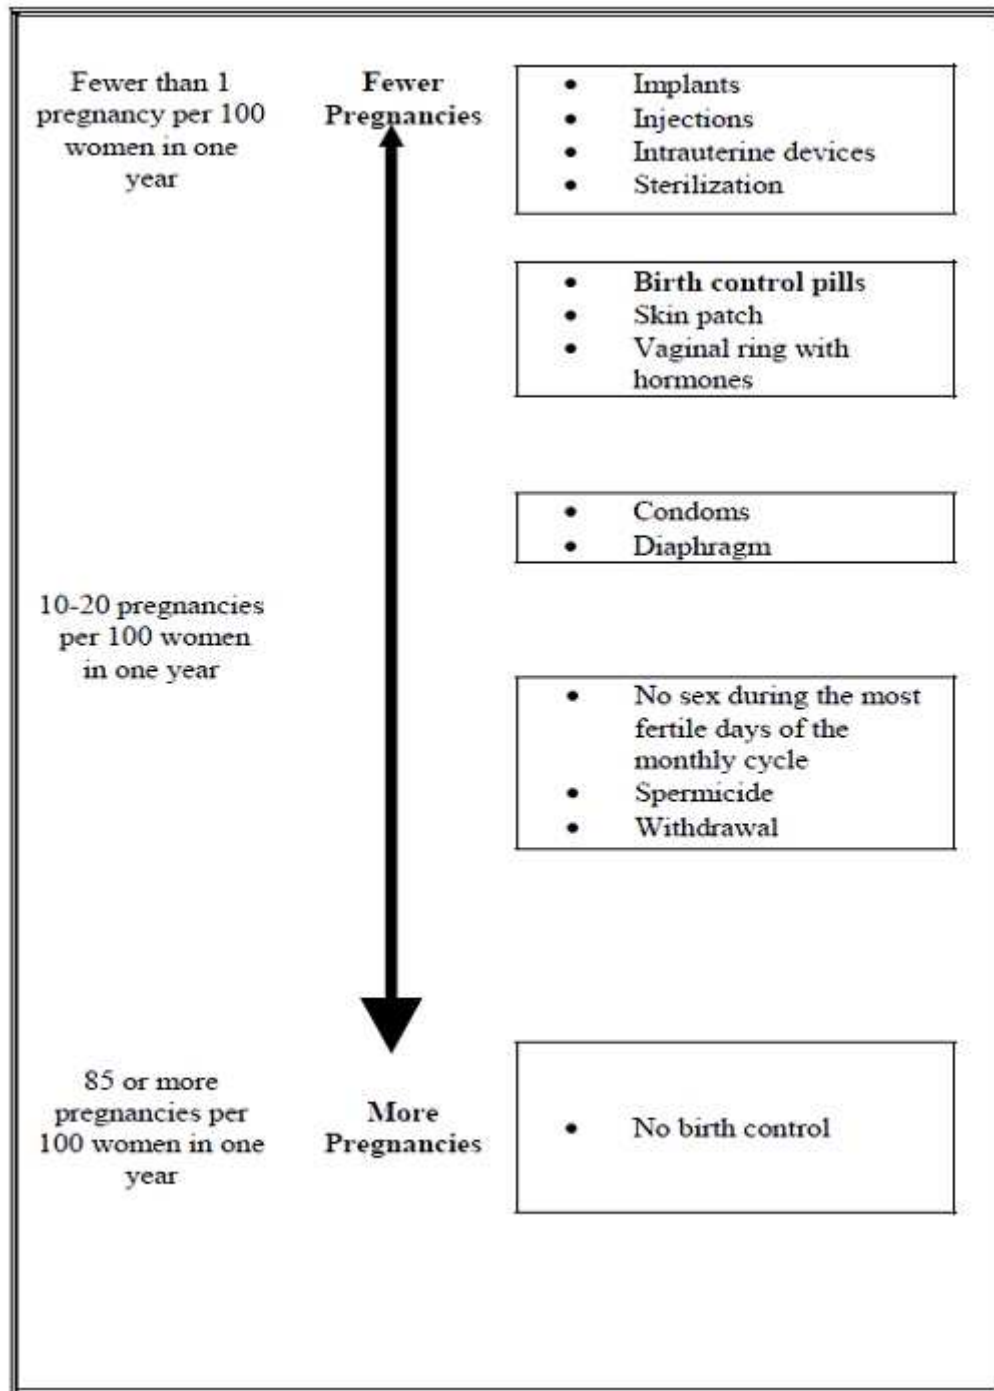 Fewer than 1
pregnancy per 100
women in one
year
Fewer
Pregnancies
• Implants
• Injections
• Intrauterine devices
• Sterilization
• Birth control pills
• Skin patch
• Vaginal ring with
hormones
• Condoms
• Diaphragm
10-20 pregnancies
per 100 women
in one year
• No sex during the most
fertile days of the
monthly cycle
• Spermicide
• Withdrawal
85 or more
pregnancies per
100 women in one
year
More
Pregnancies
• No birth control